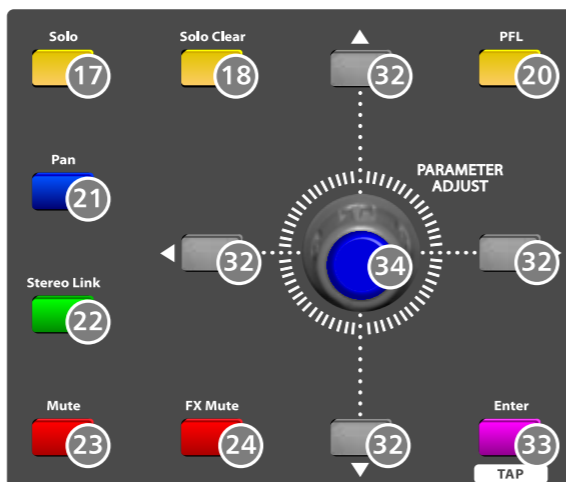 Solo
Solo Clear
PFL
17
18
32
20
Pan
PARAMETER
ADJUST
21
32
34
32
Stereo Link
22
Mute
FX Mute
Enter
23
24
32
33
TAP